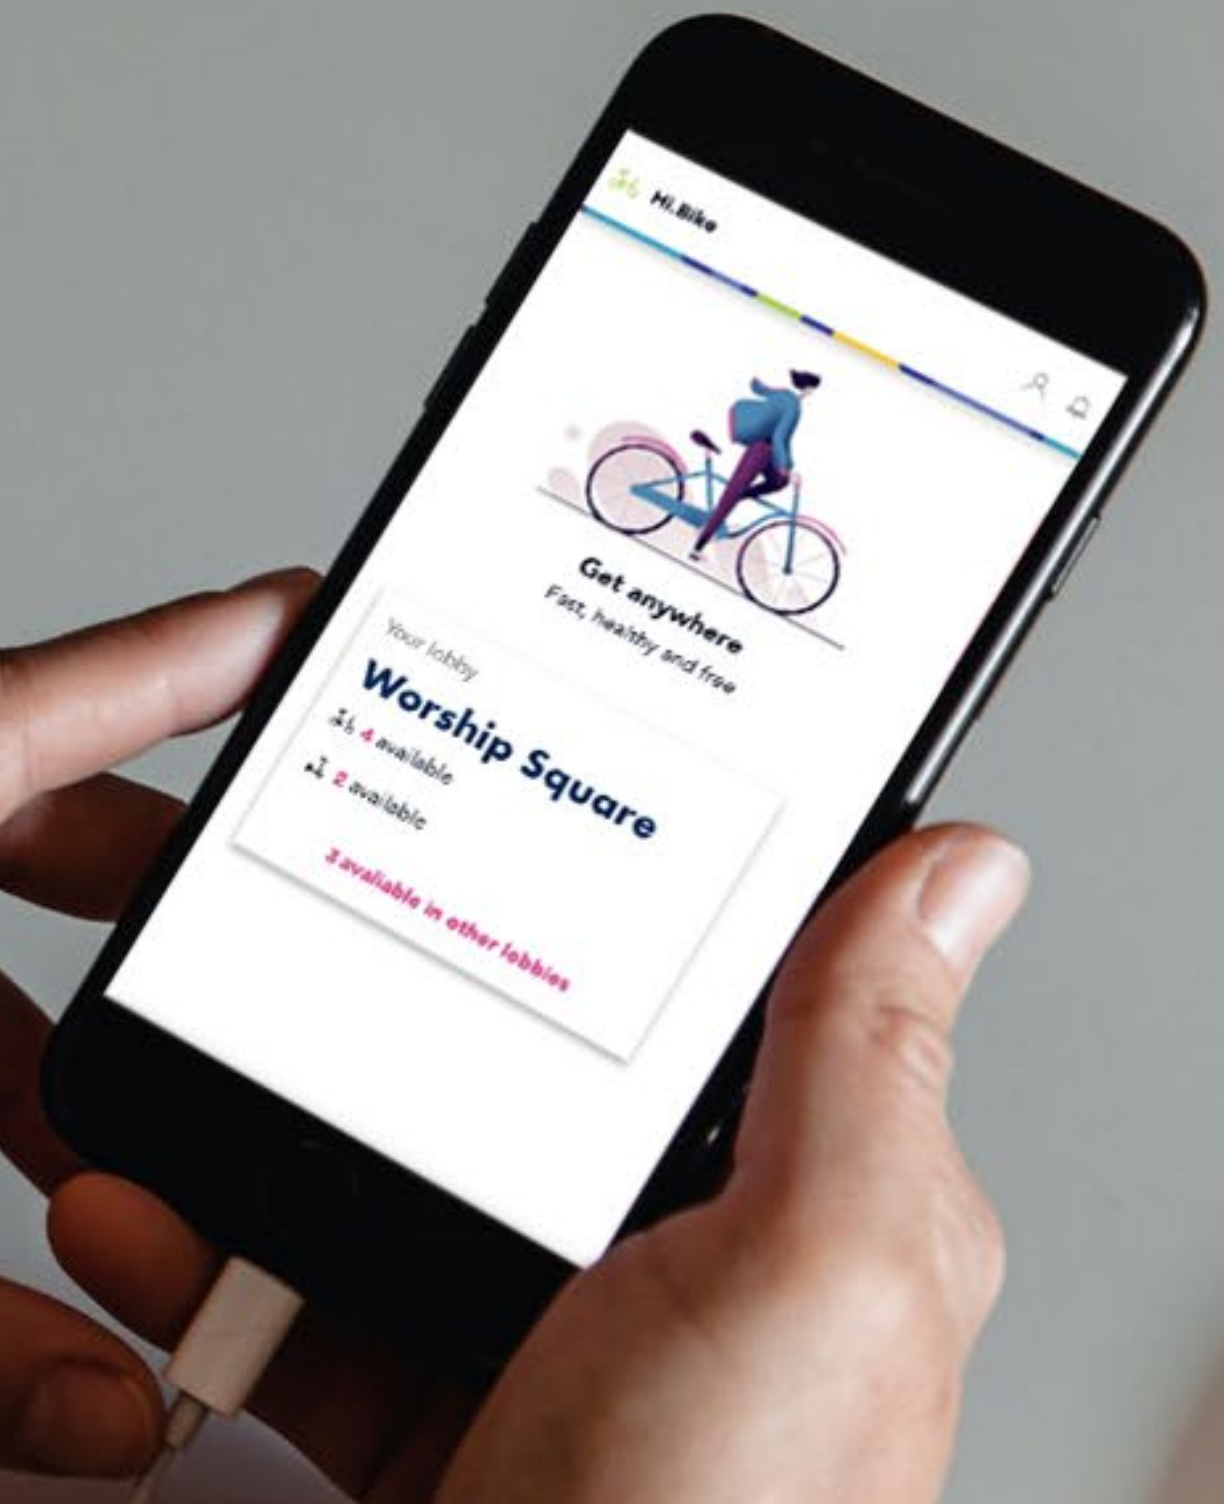 Hi.Bike
Get anywhere
Fast, healthy and free
Your lobby
Worship Square
4 available
2 available
3 avaliable in other lobbies